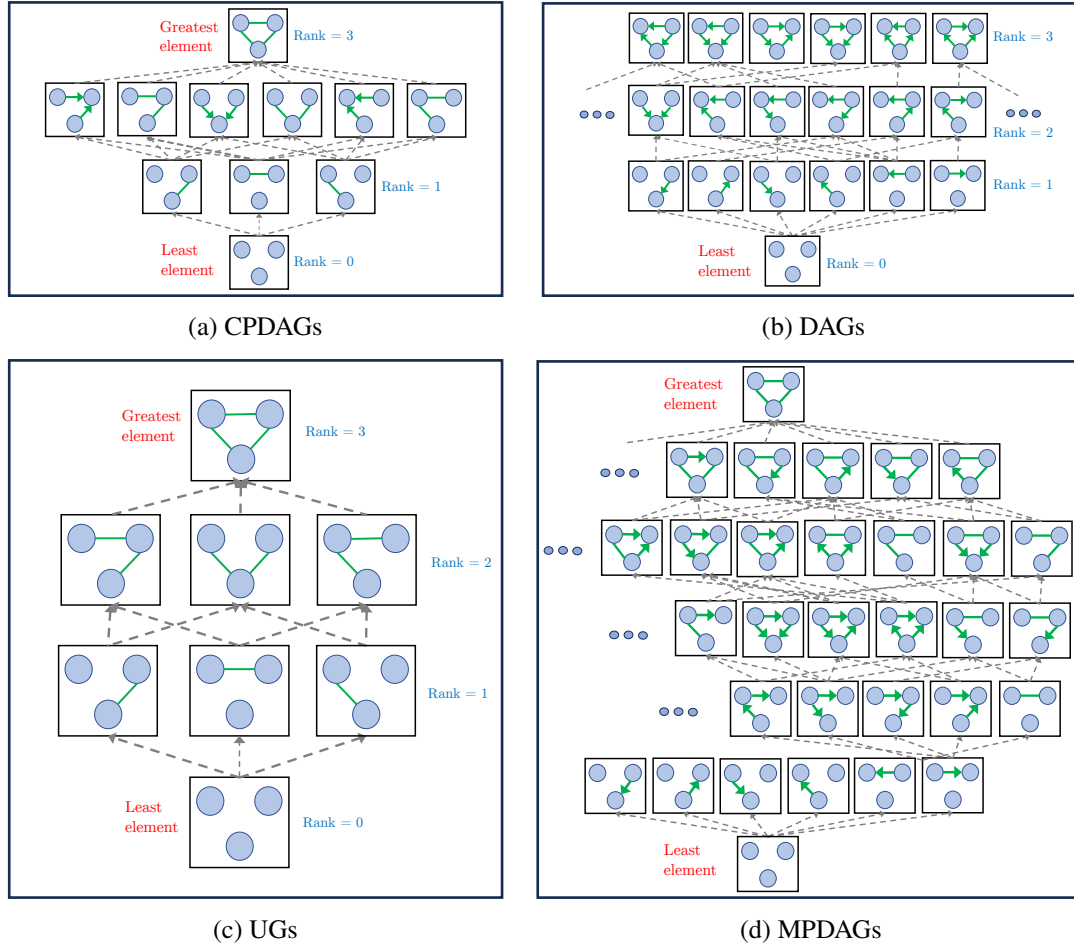 Greatest
element
Rank = 3
Rank = 1
Least
element
Rank = 0
(a) CPDAGs
Rank = 3
Rank = 2
Rank = 1
Least
element
Rank = 0
(b) DAGs
Greatest
element
Rank = 3
Rank = 2
Rank = 1
Least
element
Rank = 0
(c) UGs
Greatest
element
Least
element
(d) MPDAGs